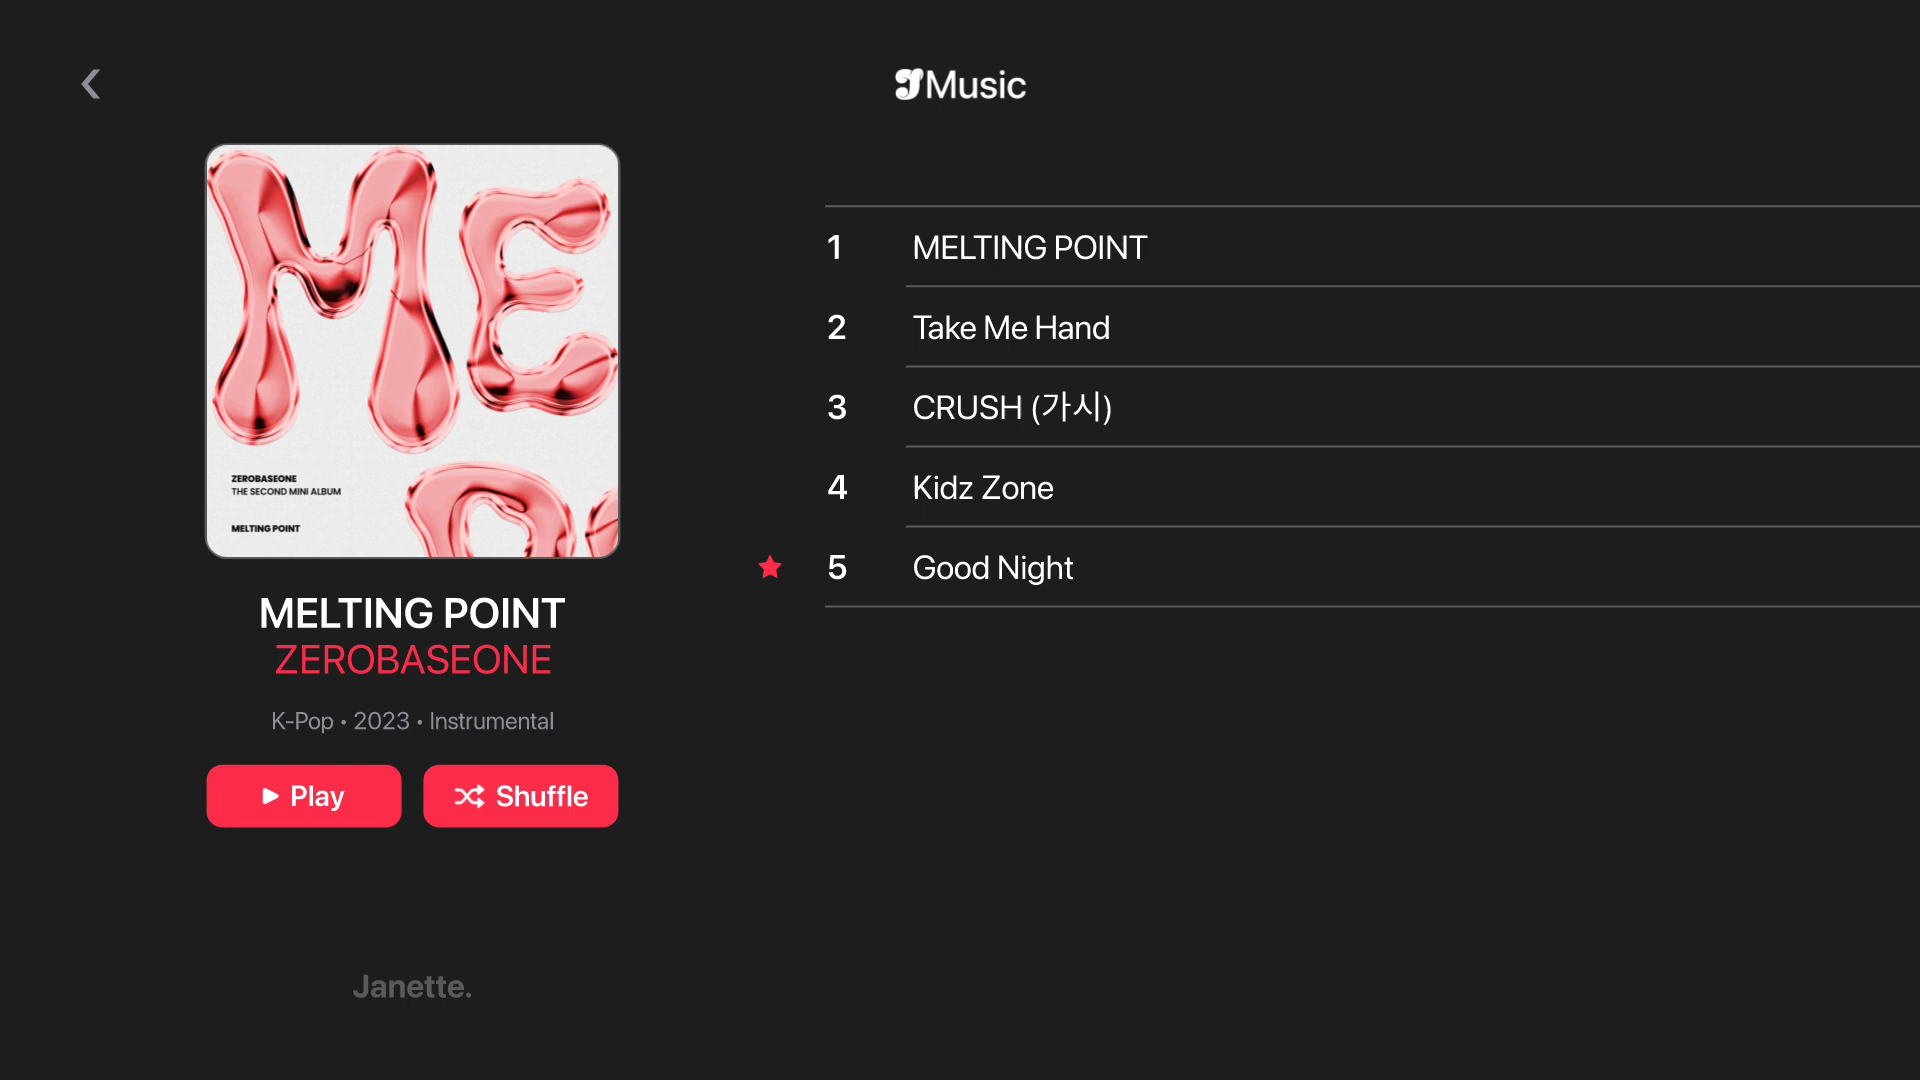 Music
ZEROBASEONE
THE SECOND MINI ALBUM
MELTING POINT
MELTING POINT
ZEROBASEONE
K-Pop • 2023 • Instrumental
Play
Shuffle
1 MELTING POINT
2 Take Me Hand
3 CRUSH (가시)
4 Kidz Zone
5 Good Night
Janette.